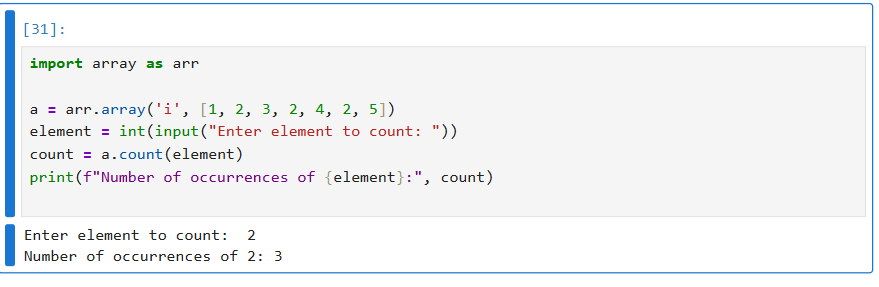 [31]:
import array as arr
a = arr.array('i', [1, 2, 3, 2, 4, 2, 5])
element = int(input("Enter element to count: "))
count = a.count(element)
print(f"Number of occurrences of {element}:", count)
Enter element to count:  2
Number of occurrences of 2: 3